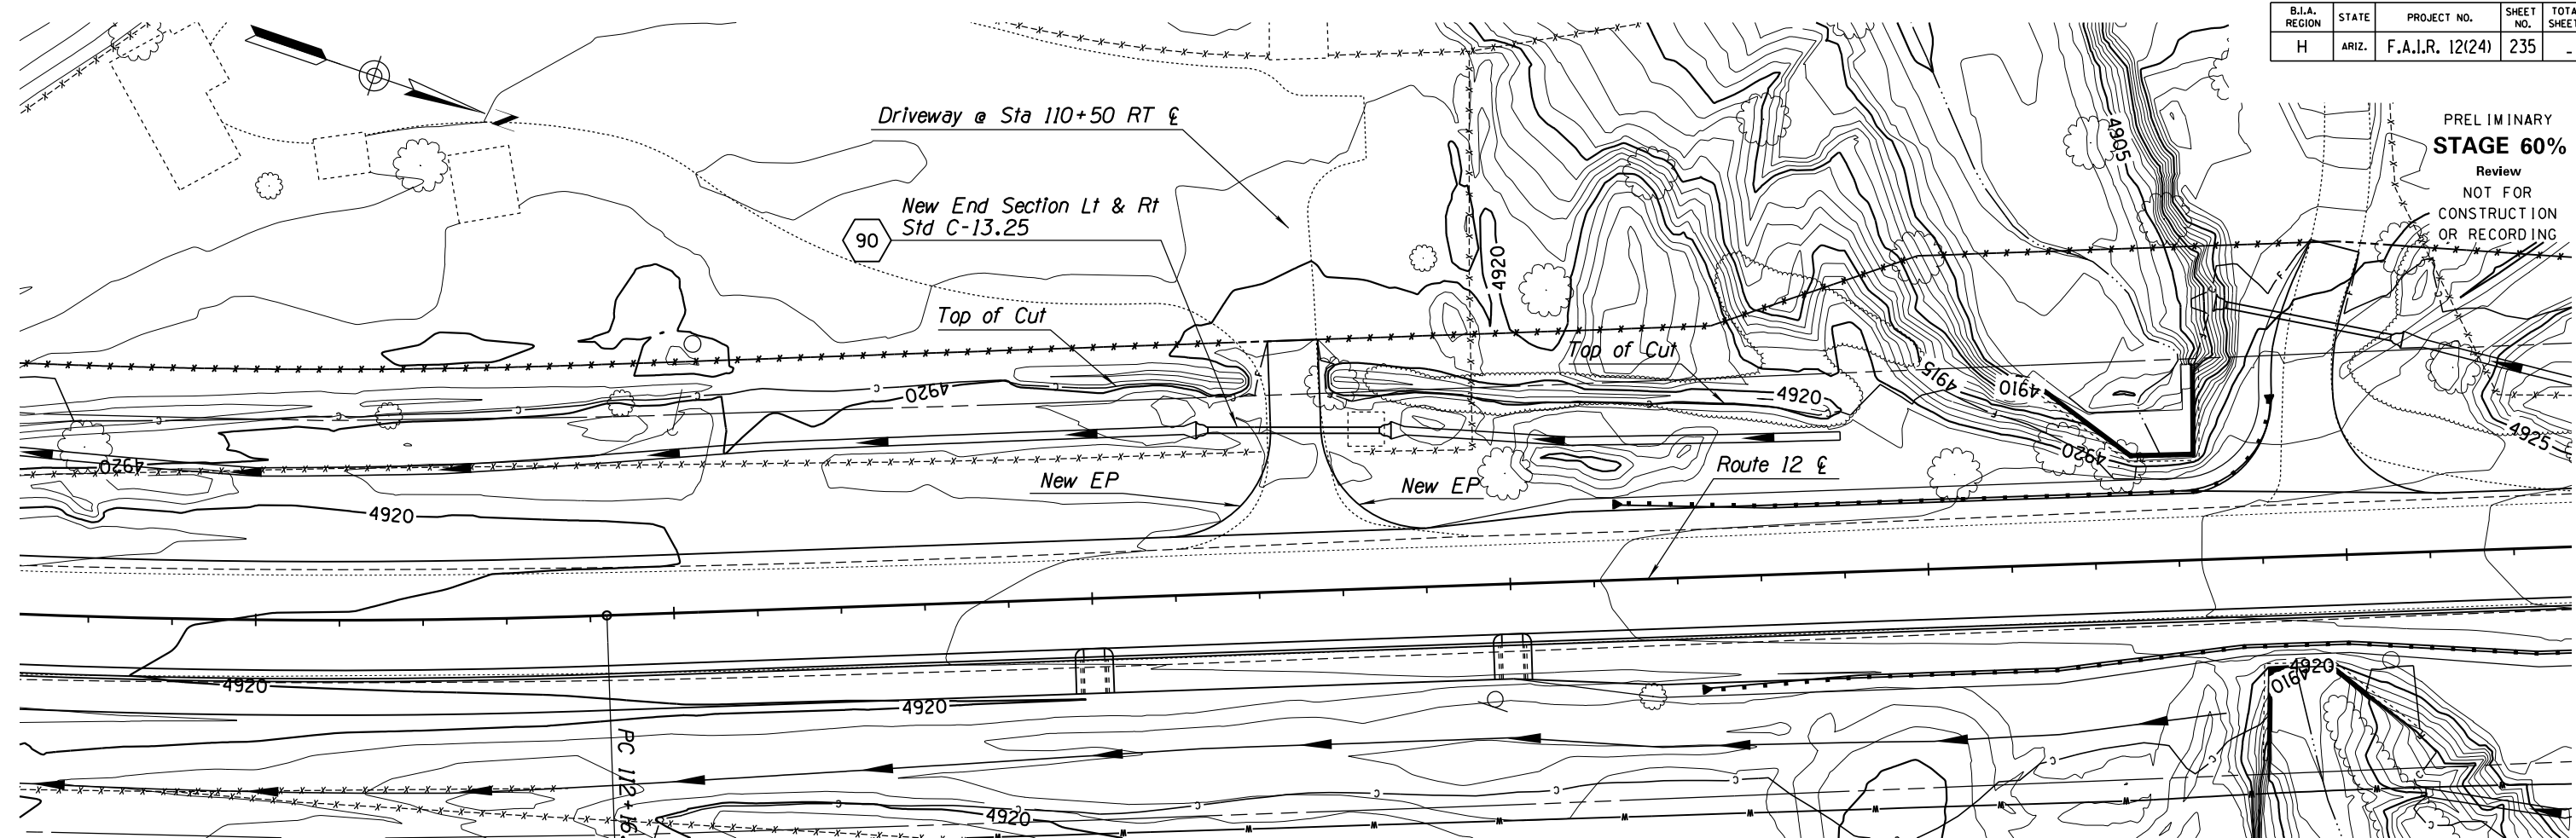 B.I.A. REGION STATE PROJECT NO. SHEET NO. TOTA SHEET
H ARIZ. F.A.I.R. 12(24) 235 _
PRELIMINARY
STAGE 60%
Review
NOT FOR
CONSTRUCTION
OR RECORDING
Driveway @ Sta 110+50 RT ℄
New End Section Lt & Rt
90 Std C-13.25
4905
4920
Top of Cut
Top of Cut
4920
4920
4915
4910
4920
4920
4925
New EP
New EP
Route 12 ℄
4920
4920
4920
4920
4910
PC 112+16.
4920